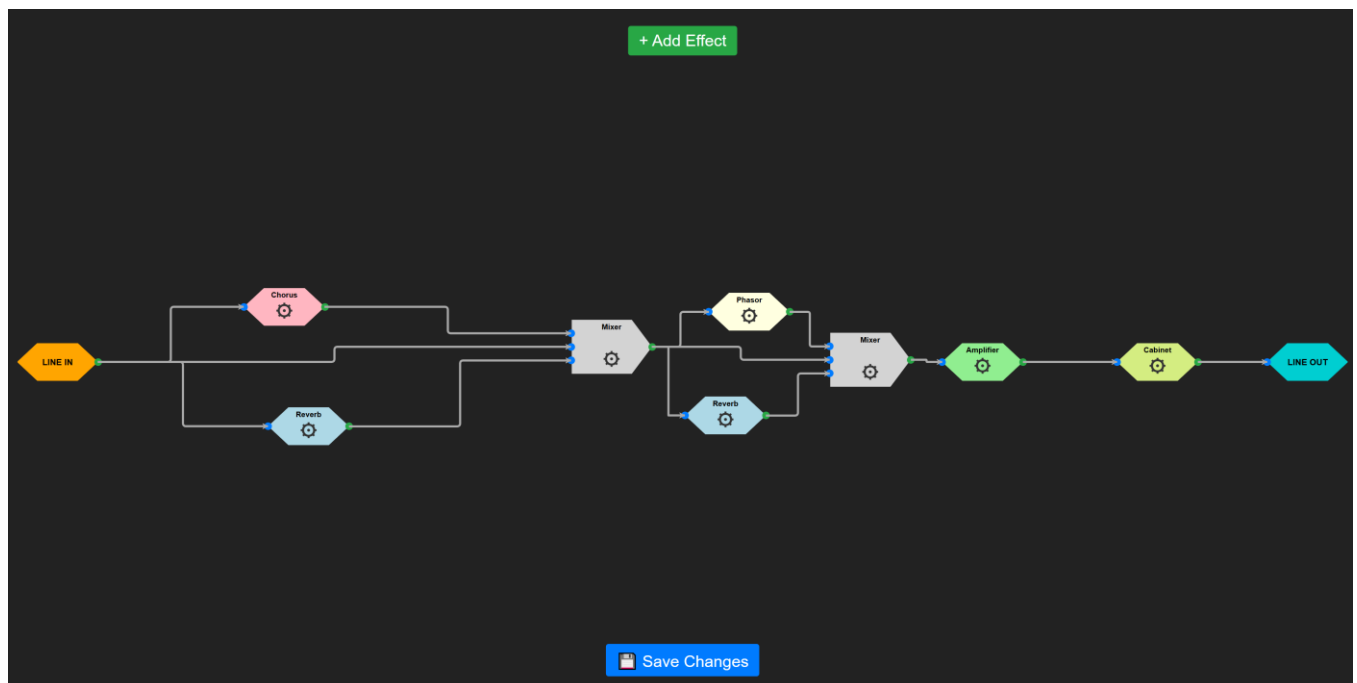 + Add Effect
Chorus
Mixer
Phasor
Mixer
LINE IN
Amplifier
Cabinet
LINE OUT
Reverb
Reverb
💾 Save Changes